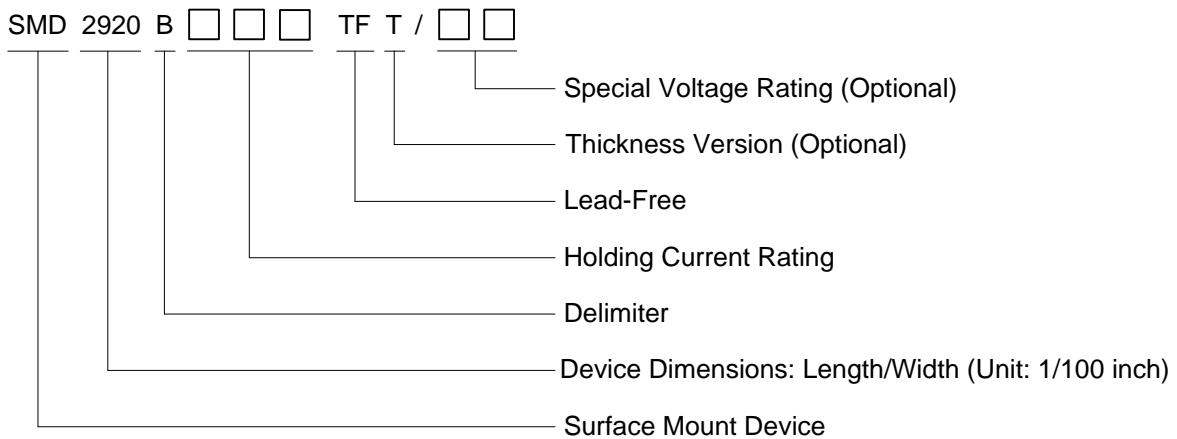 SMD 2920 B □ □ □ TF T / □ □
Special Voltage Rating (Optional)
Thickness Version (Optional)
Lead-Free
Holding Current Rating
Delimiter
Device Dimensions: Length/Width (Unit: 1/100 inch)
Surface Mount Device